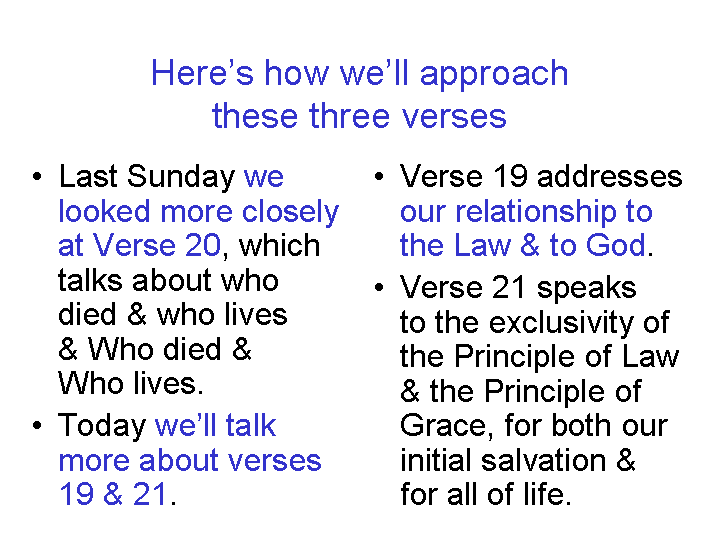 Here’s how we’ll approach
these three verses
• Last Sunday we
looked more closely
at Verse 20, which
talks about who
died & who lives
& Who died &
Who lives.
• Today we’ll talk
more about verses
19 & 21.
• Verse 19 addresses
our relationship to
the Law & to God.
• Verse 21 speaks
to the exclusivity of
the Principle of Law
& the Principle of
Grace, for both our
initial salvation &
for all of life.